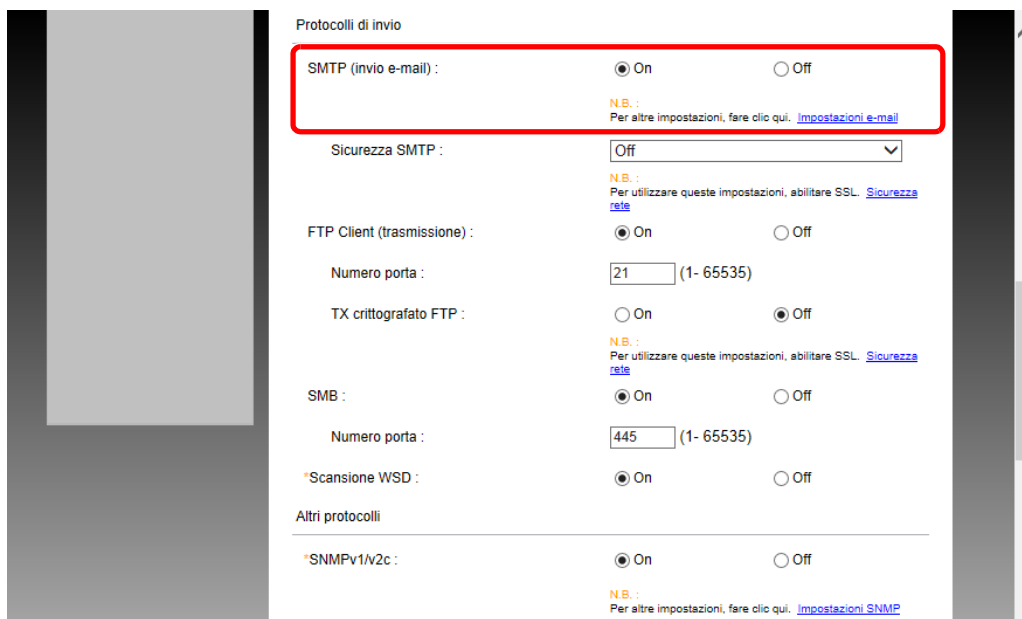 Protocolli di invio
SMTP (invio e-mail) : On Off
N.B. :
Per altre impostazioni, fare clic qui. Impostazioni e-mail
Sicurezza SMTP : Off
N.B. :
Per utilizzare queste impostazioni, abilitare SSL. Sicurezza
rete
FTP Client (trasmissione) : On Off
Numero porta : 21 (1- 65535)
TX crittografato FTP : On Off
N.B. :
Per utilizzare queste impostazioni, abilitare SSL. Sicurezza
rete
SMB : On Off
Numero porta : 445 (1- 65535)
*Scansione WSD : On Off
Altri protocolli
*SNMPv1/v2c : On Off
N.B. :
Per altre impostazioni, fare clic qui. Impostazioni SNMP